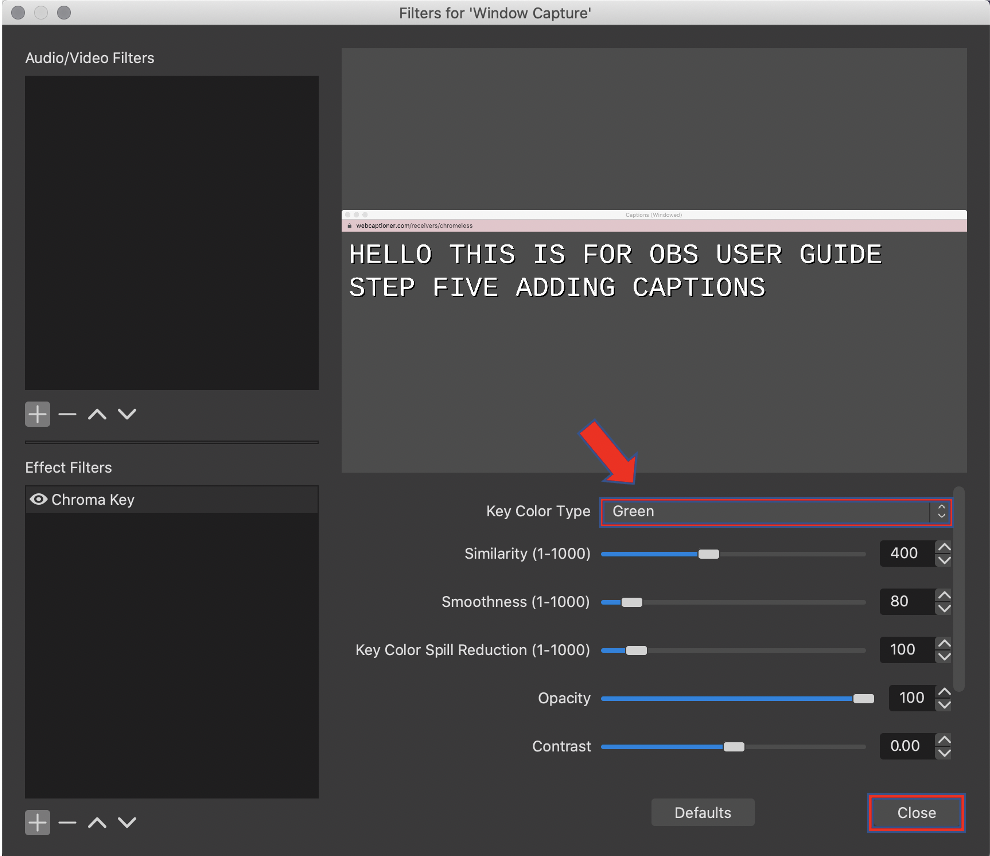 Filters for 'Window Capture'
Audio/Video Filters
Captions (Windowed)
webcaptioner.com/receivers/chromeless
HELLO THIS IS FOR OBS USER GUIDE
STEP FIVE ADDING CAPTIONS
Effect Filters
Chroma Key
Key Color Type Green
Similarity (1-1000) 400
Smoothness (1-1000) 80
Key Color Spill Reduction (1-1000) 100
Opacity 100
Contrast 0.00
Defaults Close